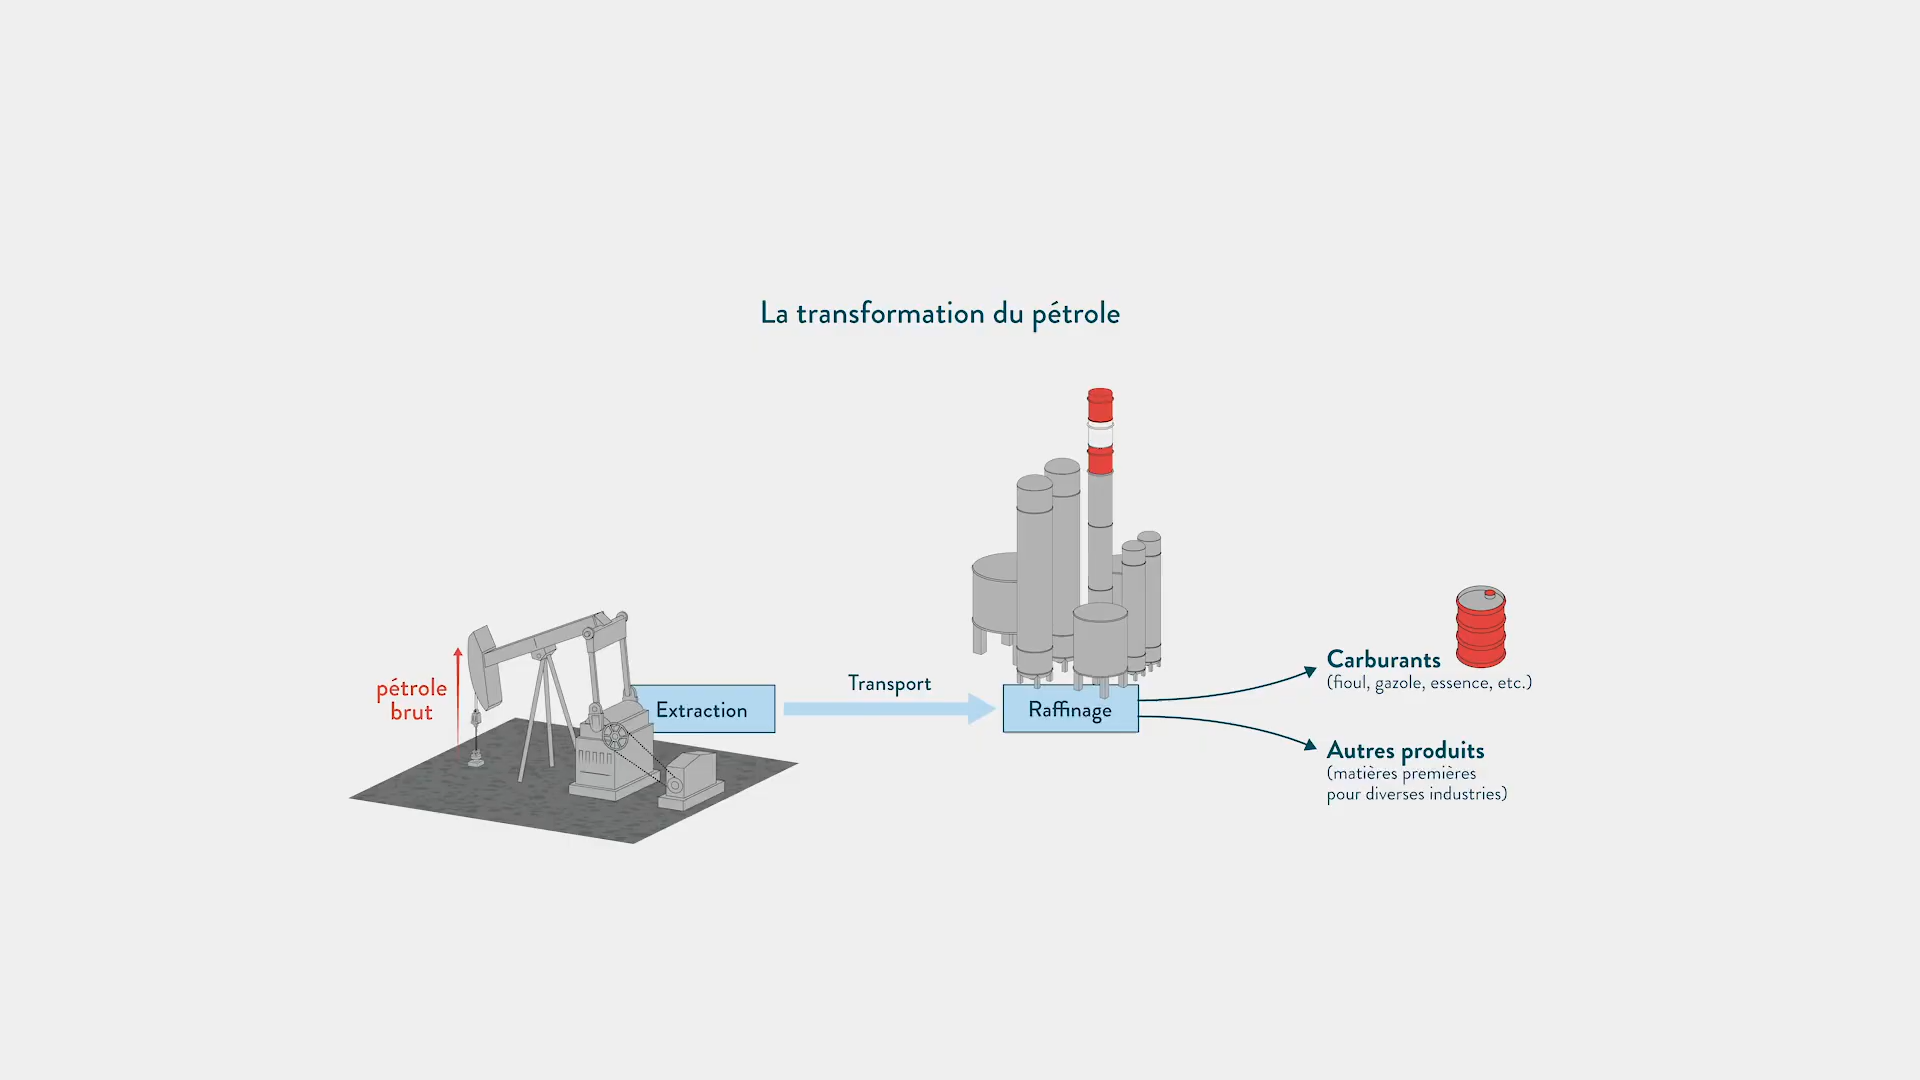 La transformation du pétrole
pétrole
brut
Extraction
Transport
Raffinage
Carburants
(fioul, gazole, essence, etc.)
Autres produits
(matières premières
pour diverses industries)